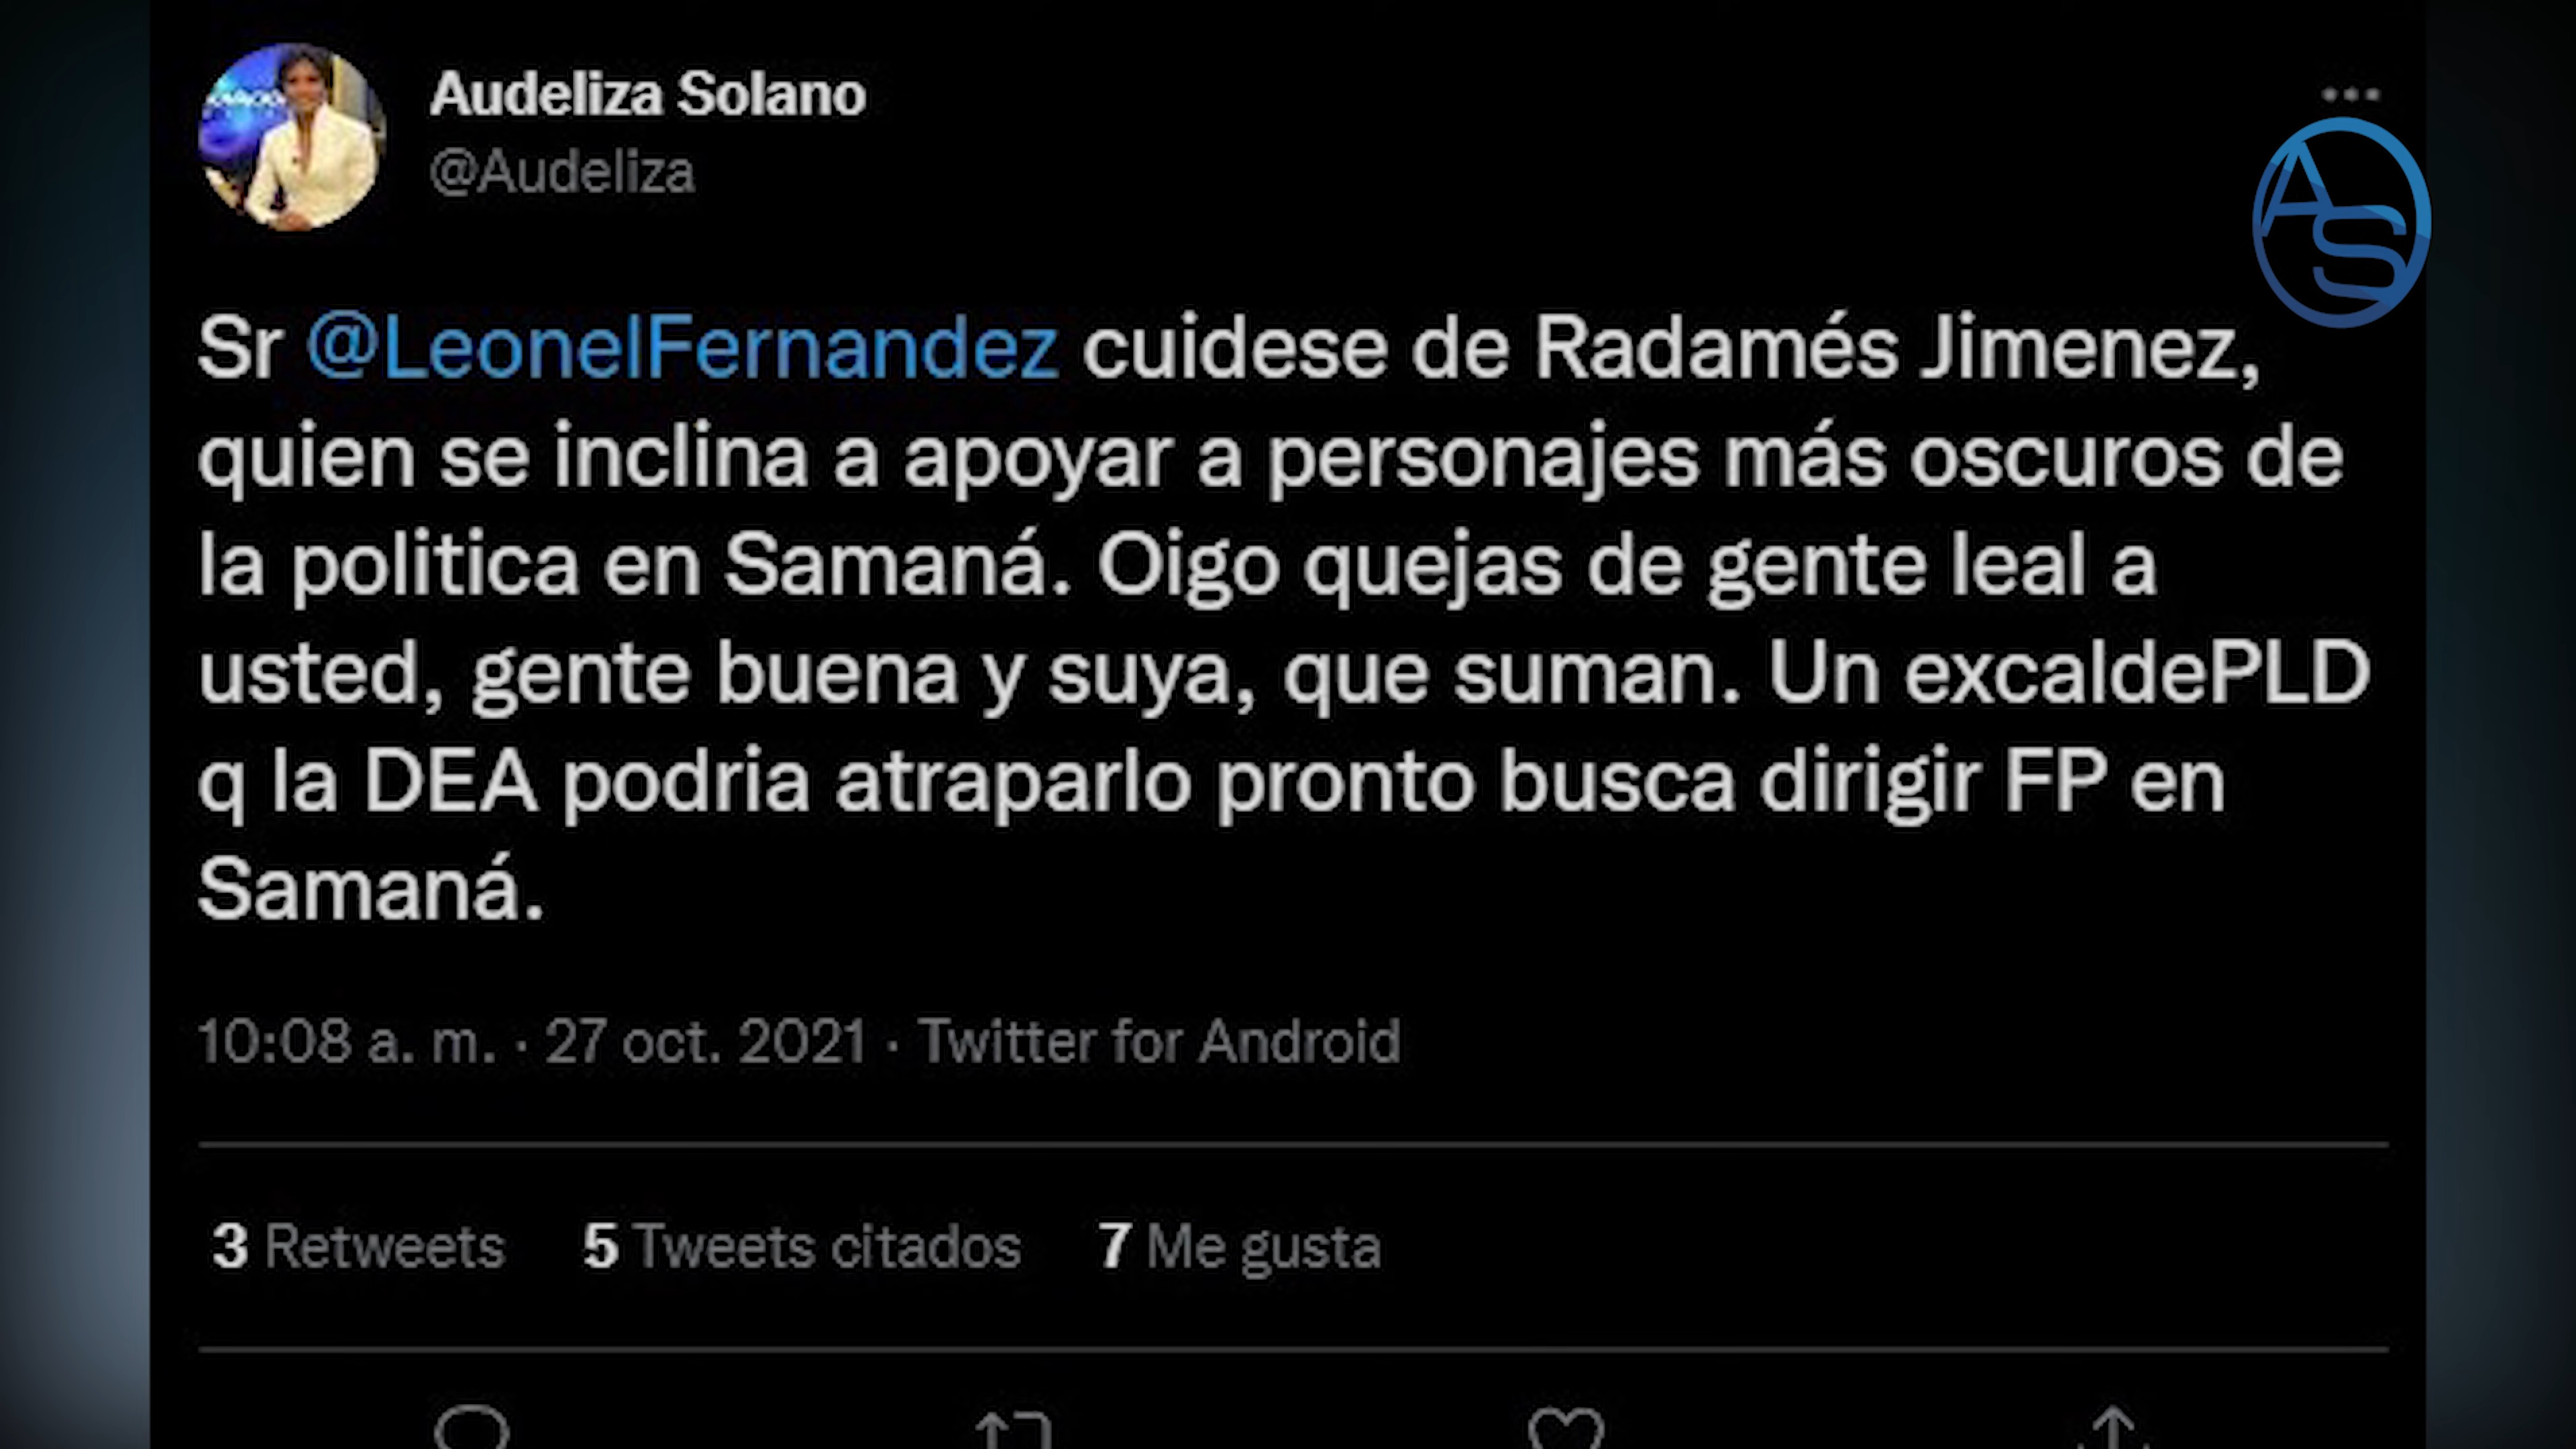 Audeliza Solano
@Audeliza
AS
Sr @LeonelFernandez cuidese de Radamés Jimenez,
quien se inclina a apoyar a personajes más oscuros de
la politica en Samaná. Oigo quejas de gente leal a
usted, gente buena y suya, que suman. Un excaldePLD
q la DEA podria atraparlo pronto busca dirigir FP en
Samaná.
10:08 a. m. · 27 oct. 2021 · Twitter for Android
3 Retweets 5 Tweets citados 7 Me gusta